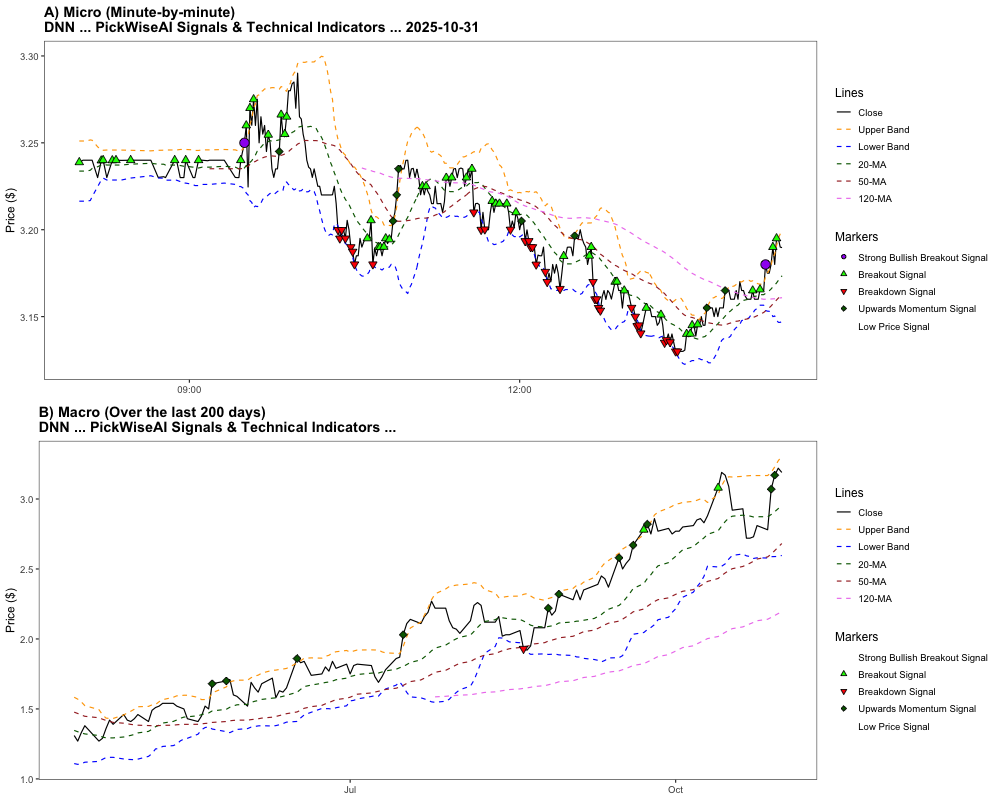 A) Micro (Minute-by-minute)
DNN ... PickWiseAI Signals & Technical Indicators ... 2025-10-31
Price ($)
3.30
3.25
3.20
3.15
09:00
12:00
Lines
Close
Upper Band
Lower Band
20-MA
50-MA
120-MA
Markers
Strong Bullish Breakout Signal
Breakout Signal
Breakdown Signal
Upwards Momentum Signal
Low Price Signal
B) Macro (Over the last 200 days)
DNN ... PickWiseAI Signals & Technical Indicators ...
Price ($)
3.0
2.5
2.0
1.5
1.0
Jul
Oct
Lines
Close
Upper Band
Lower Band
20-MA
50-MA
120-MA
Markers
Strong Bullish Breakout Signal
Breakout Signal
Breakdown Signal
Upwards Momentum Signal
Low Price Signal